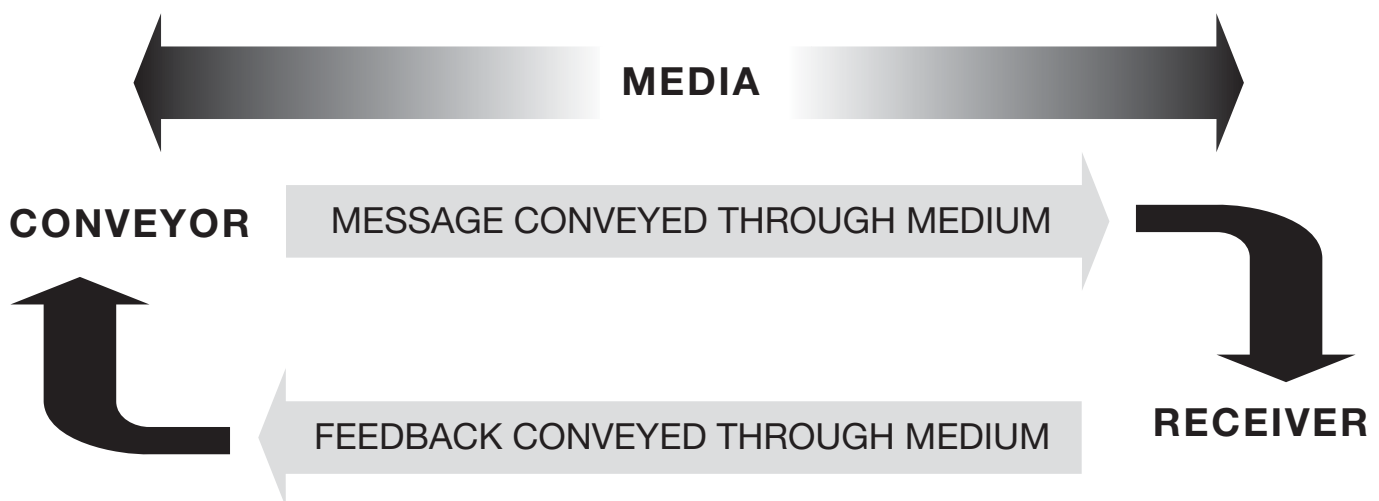 MEDIA
CONVEYOR
MESSAGE CONVEYED THROUGH MEDIUM
FEEDBACK CONVEYED THROUGH MEDIUM
RECEIVER